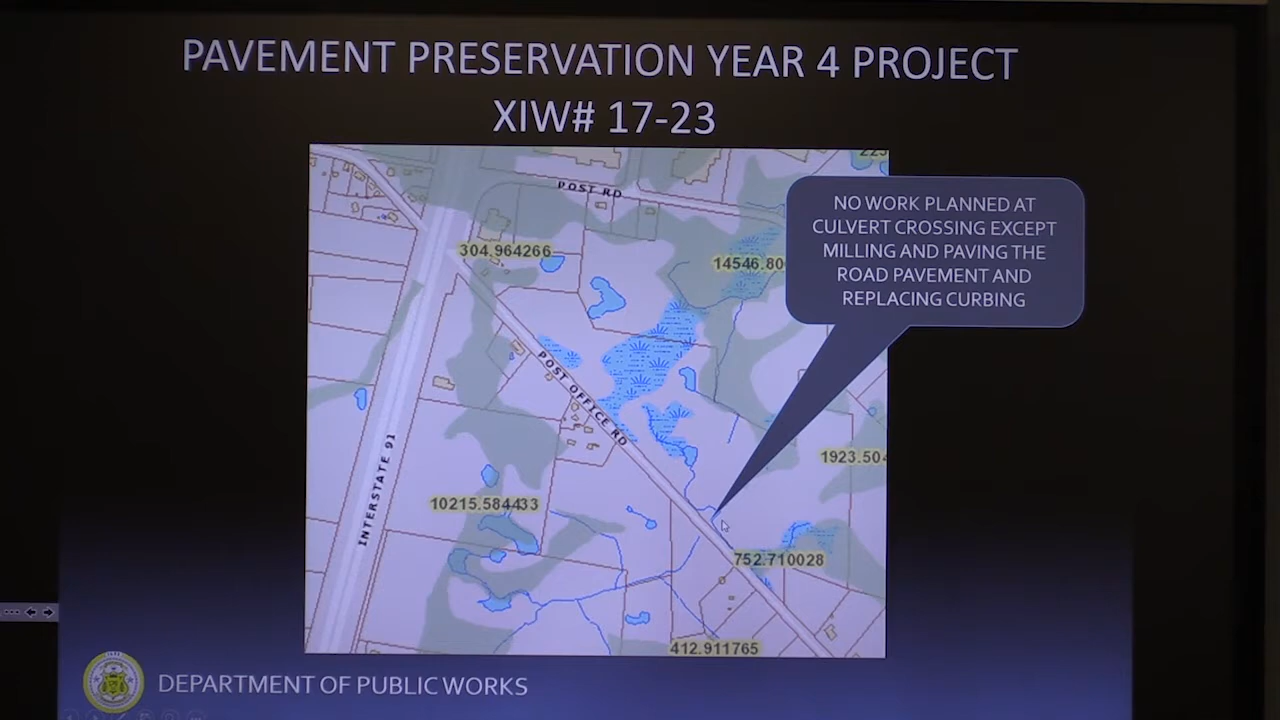 PAVEMENT PRESERVATION YEAR 4 PROJECT
XIW# 17-23
POST RD
304.964266
14546.80
NO WORK PLANNED AT
CULVERT CROSSING EXCEPT
MILLING AND PAVING THE
ROAD PAVEMENT AND
REPLACING CURBING
POST OFFICE RD
INTERSTATE 91
1923.504
10215.584433
752.710028
412.911765
DEPARTMENT OF PUBLIC WORKS